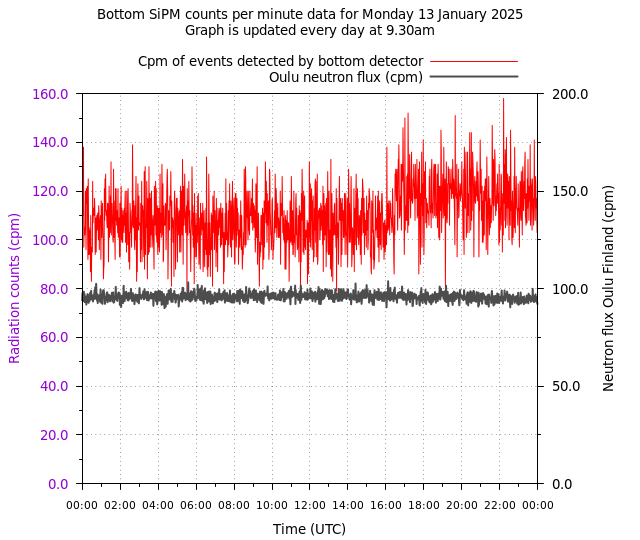 Bottom SiPM counts per minute data for Monday 13 January 2025
Graph is updated every day at 9.30am
Cpm of events detected by bottom detector
Oulu neutron flux (cpm)
160.0
140.0
120.0
100.0
80.0
60.0
40.0
20.0
0.0
Radiation counts (cpm)
200.0
150.0
100.0
50.0
0.0
Neutron flux Oulu Finland (cpm)
00:00 02:00 04:00 06:00 08:00 10:00 12:00 14:00 16:00 18:00 20:00 22:00 00:00
Time (UTC)